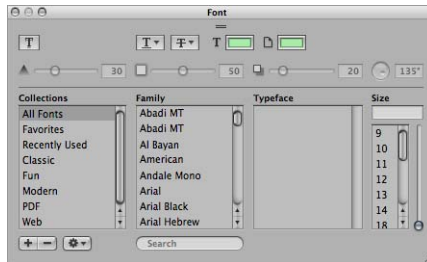 Font
T T T T
30 50 20 135°
Collections Family Typeface Size
All Fonts
Favorites
Recently Used
Classic
Fun
Modern
PDF
Web
Abadi MT
Abadi MT
Al Bayan
American
Andale Mono
Arial
Arial Black
Arial Hebrew
9
10
11
12
13
14
18
Search